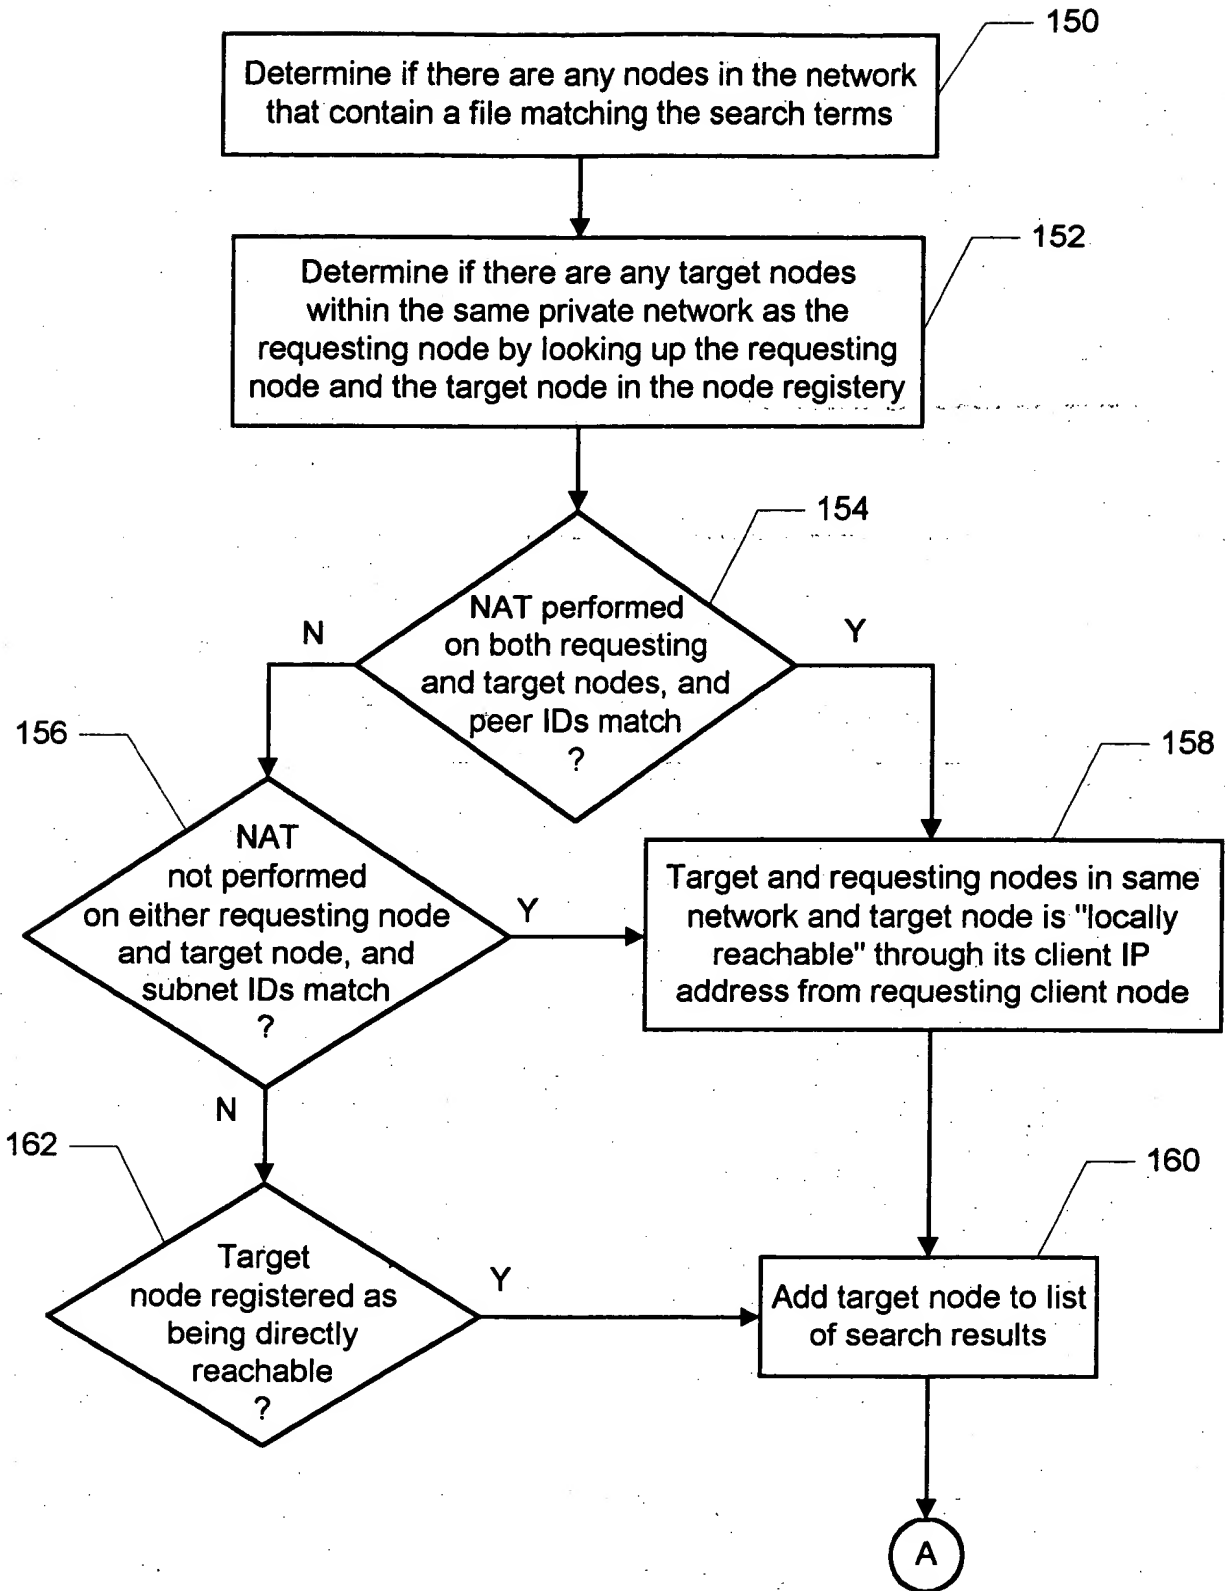 150
Determine if there are any nodes in the network
that contain a file matching the search terms
152
Determine if there are any target nodes
within the same private network as the
requesting node by looking up the requesting
node and the target node in the node registery
154
NAT performed
on both requesting
and target nodes, and
peer IDs match
?
N
Y
156
NAT
not performed
on either requesting node
and target node, and
subnet IDs match
?
Y
N
158
Target and requesting nodes in same
network and target node is "locally
reachable" through its client IP
address from requesting client node
162
Target
node registered as
being directly
reachable
?
Y
160
Add target node to list
of search results
A